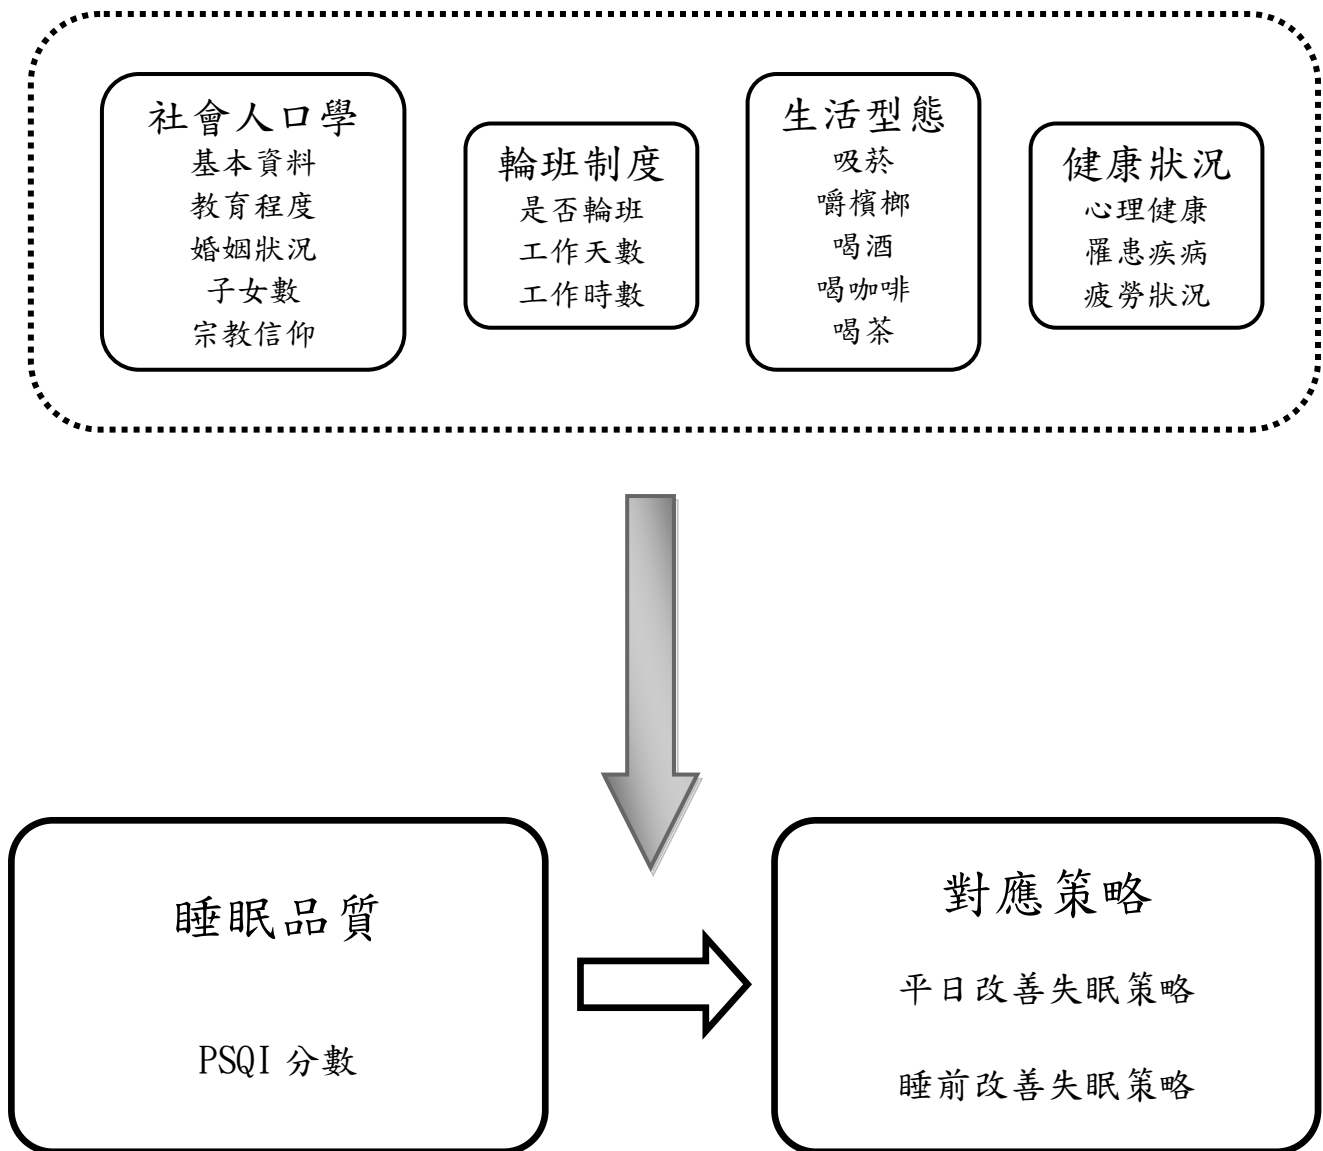 社會人口學
基本資料
教育程度
婚姻狀況
子女數
宗教信仰
輪班制度
是否輪班
工作天數
工作時數
生活型態
吸菸
嚼檳榔
喝酒
喝咖啡
喝茶
健康狀況
心理健康
罹患疾病
疲勞狀況
睡眠品質
PSQI 分數
對應策略
平日改善失眠策略
睡前改善失眠策略